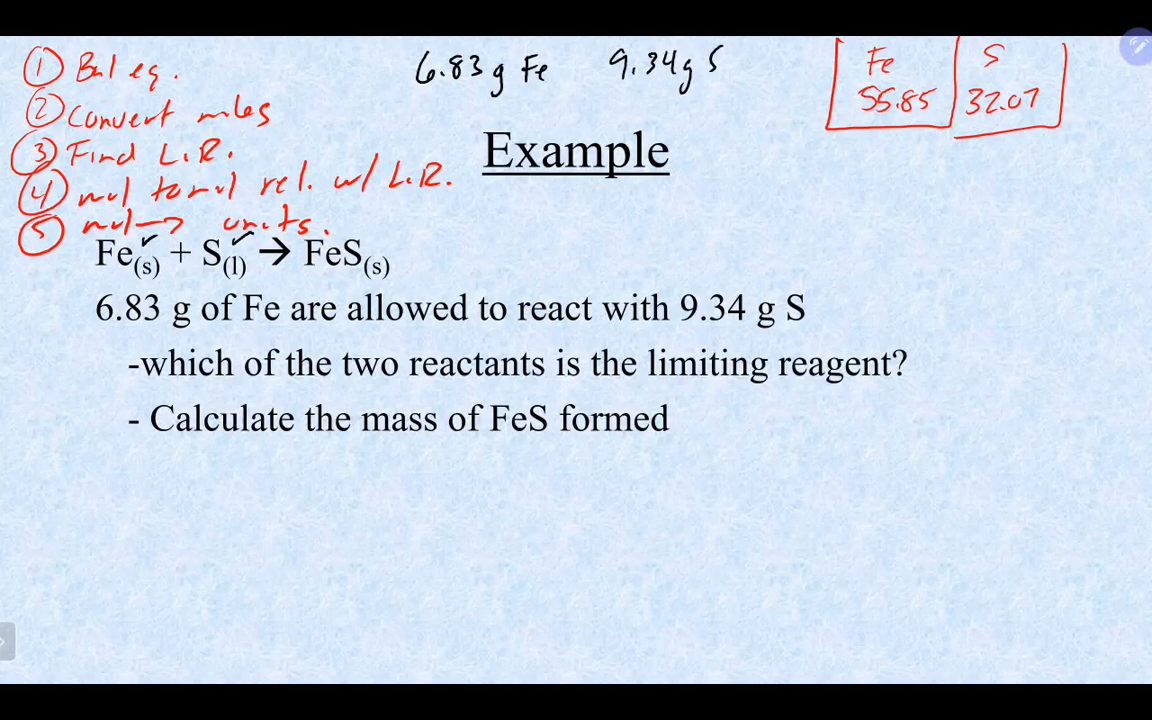 ① Bal eq.
6.83 g Fe 9.34g S
Fe S
② Convert moles
55.85 32.07
③ Find L.R.
Example
④ mol to mol rel. w/ L.R.
⑤ mol → units.
Fe(s) + S(l) → FeS(s)
6.83 g of Fe are allowed to react with 9.34 g S
-which of the two reactants is the limiting reagent?
- Calculate the mass of FeS formed